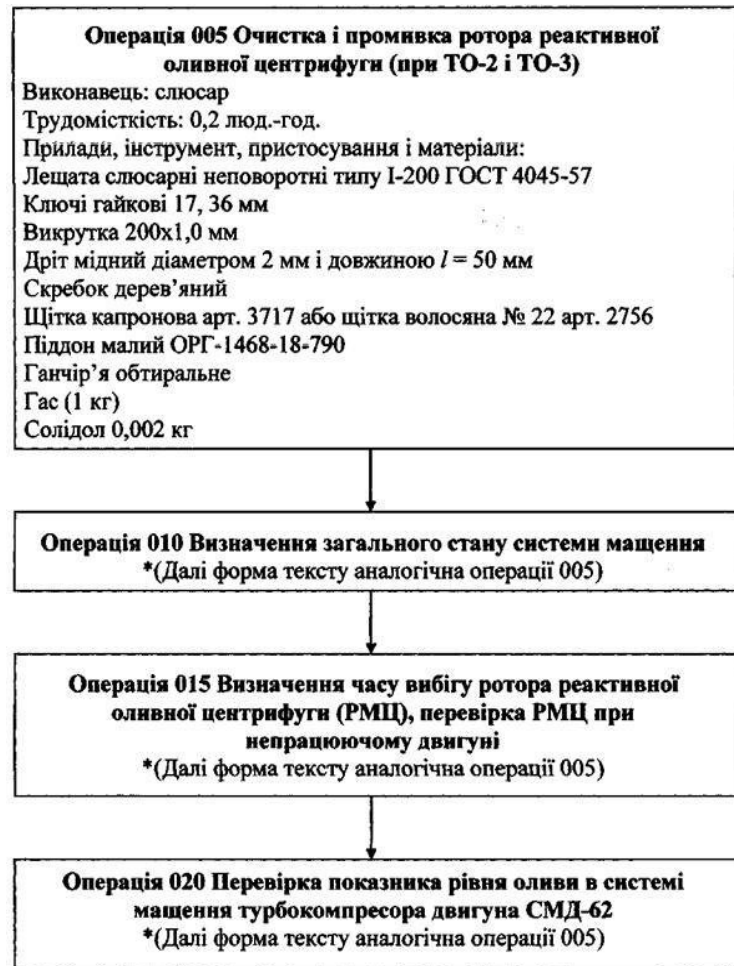 Операція 005 Очистка і промивка ротора реактивної
оливної центрифуги (при ТО-2 і ТО-3)
Виконавець: слюсар
Трудомісткість: 0,2 люд.-год.
Прилади, інструмент, пристосування і матеріали:
Лещата слюсарні неповоротні типу І-200 ГОСТ 4045-57
Ключі гайкові 17, 36 мм
Викрутка 200х1,0 мм
Дріт мідний діаметром 2 мм і довжиною l = 50 мм
Скребок дерев'яний
Щітка капронова арт. 3717 або щітка волосяна № 22 арт. 2756
Піддон малий ОРГ-1468-18-790
Ганчір'я обтиральне
Гас (1 кг)
Солідол 0,002 кг
Операція 010 Визначення загального стану системи мащення
*(Далі форма тексту аналогічна операції 005)
Операція 015 Визначення часу вибігу ротора реактивної
оливної центрифуги (РМЦ), перевірка РМЦ при
непрацюючому двигуні
*(Далі форма тексту аналогічна операції 005)
Операція 020 Перевірка показника рівня оливи в системі
мащення турбокомпресора двигуна СМД-62
*(Далі форма тексту аналогічна операції 005)